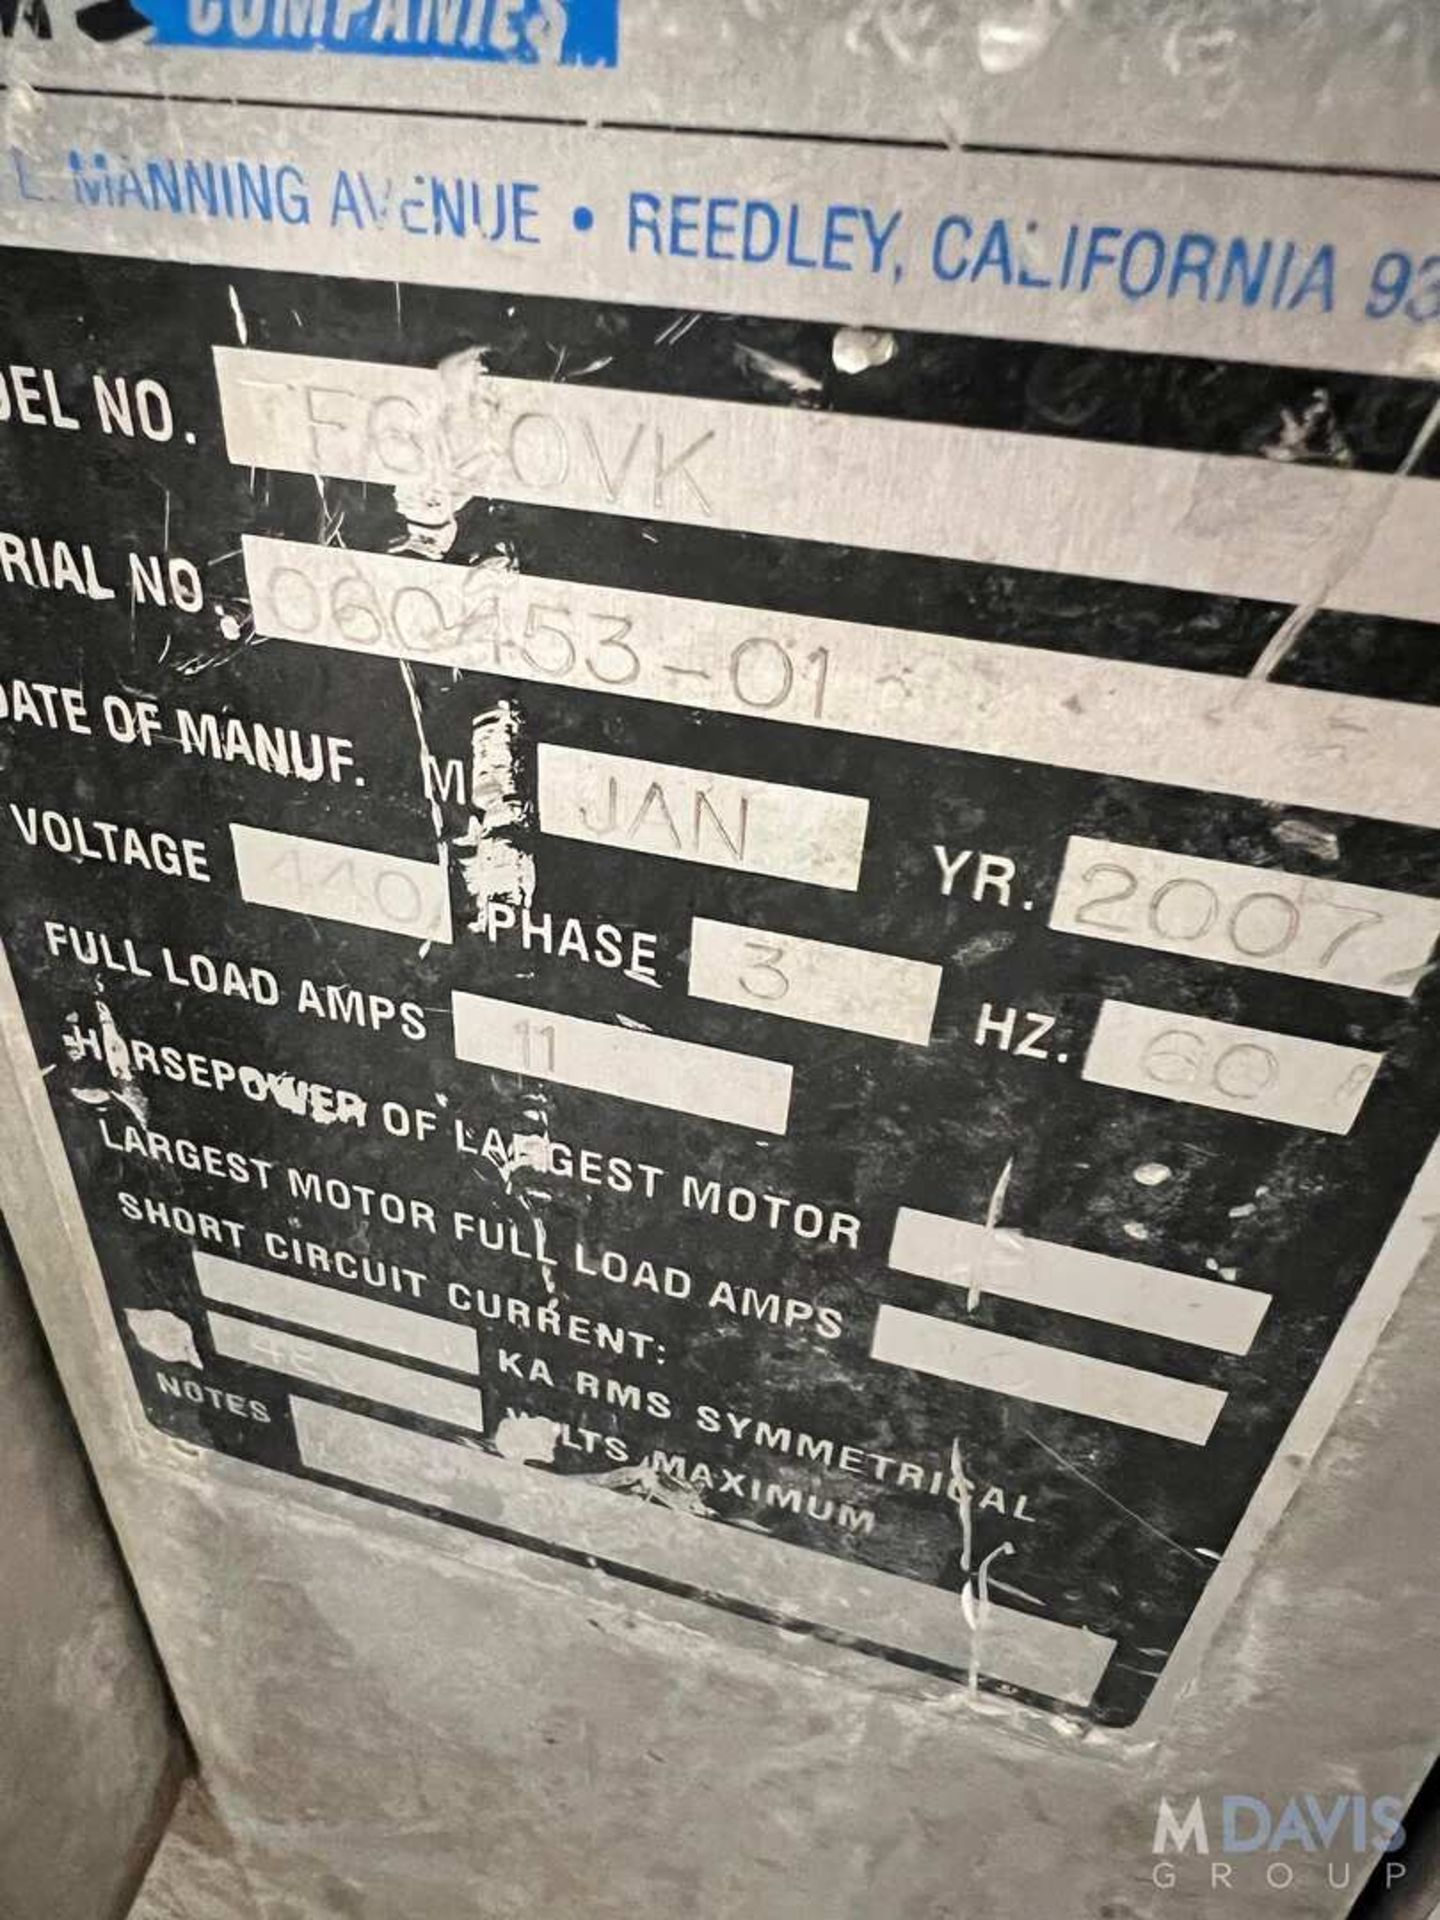 COMPANIES
E. MANNING AVENUE • REEDLEY, CALIFORNIA 93
DEL NO.
RIAL NO. 060453-01
DATE OF MANUF. M JAN YR. 2007
VOLTAGE 440 PHASE 3 HZ. 60
FULL LOAD AMPS 11
HORSEPOWER OF LARGEST MOTOR
LARGEST MOTOR FULL LOAD AMPS
SHORT CIRCUIT CURRENT:
KA RMS SYMMETRICAL
VOLTS MAXIMUM
NOTES
M DAVIS
GROUP